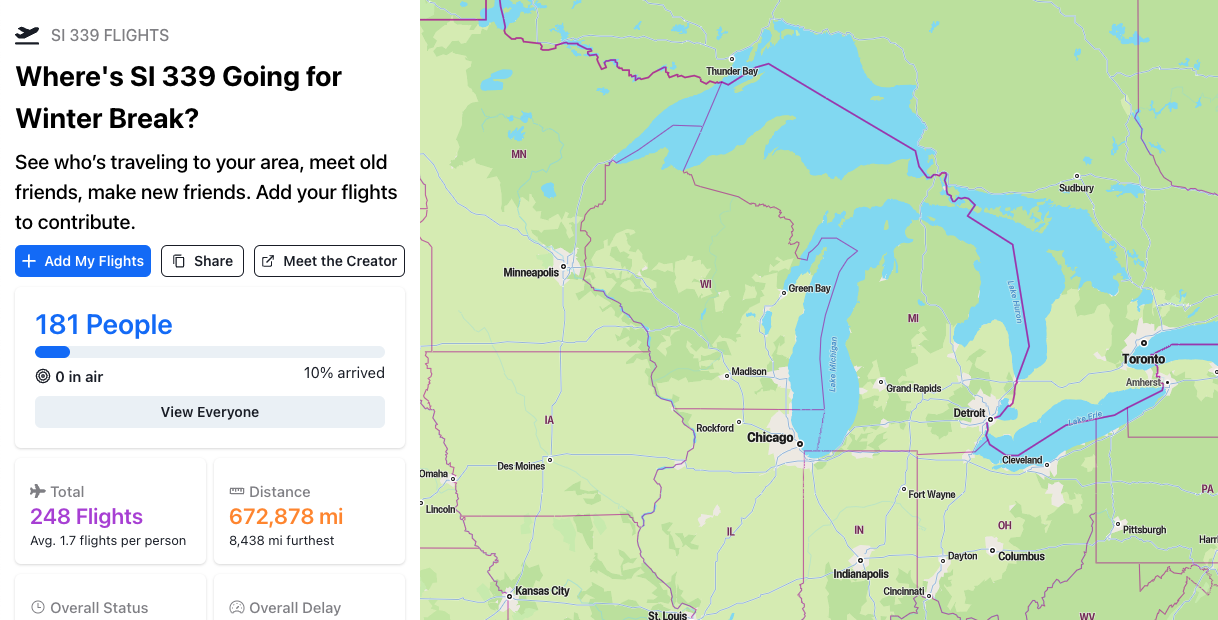 SI 339 FLIGHTS
Where's SI 339 Going for
Winter Break?
See who's traveling to your area, meet old
friends, make new friends. Add your flights
to contribute.
Add My Flights
Share
Meet the Creator
181 People
0 in air
10% arrived
View Everyone
Total
248 Flights
Avg. 1.7 flights per person
Distance
672,878 mi
8,438 mi furthest
Overall Status
Overall Delay
Thunder Bay
MN
Sudbury
Minneapolis
WI
Green Bay
Lake Huron
MI
Lake Michigan
Toronto
Madison
Grand Rapids
Amherst
Detroit
IA
Rockford
Lake Erie
Chicago
Cleveland
Des Moines
Omaha
Fort Wayne
PA
Lincoln
IL
IN
OH
Pittsburgh
Harri
Dayton
Columbus
Indianapolis
Kansas City
Cincinnati
St. Louis
WV